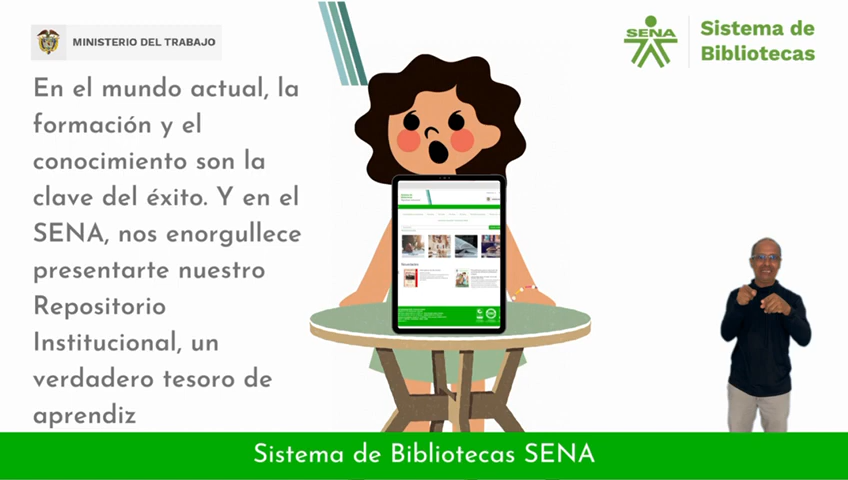 MINISTERIO DEL TRABAJO
SENA
Sistema de
Bibliotecas
En el mundo actual, la
formación y el
conocimiento son la
clave del éxito. Y en el
SENA, nos enorgullece
presentarte nuestro
Repositorio
Institucional, un
verdadero tesoro de
aprendiz
Sistema de Bibliotecas SENA